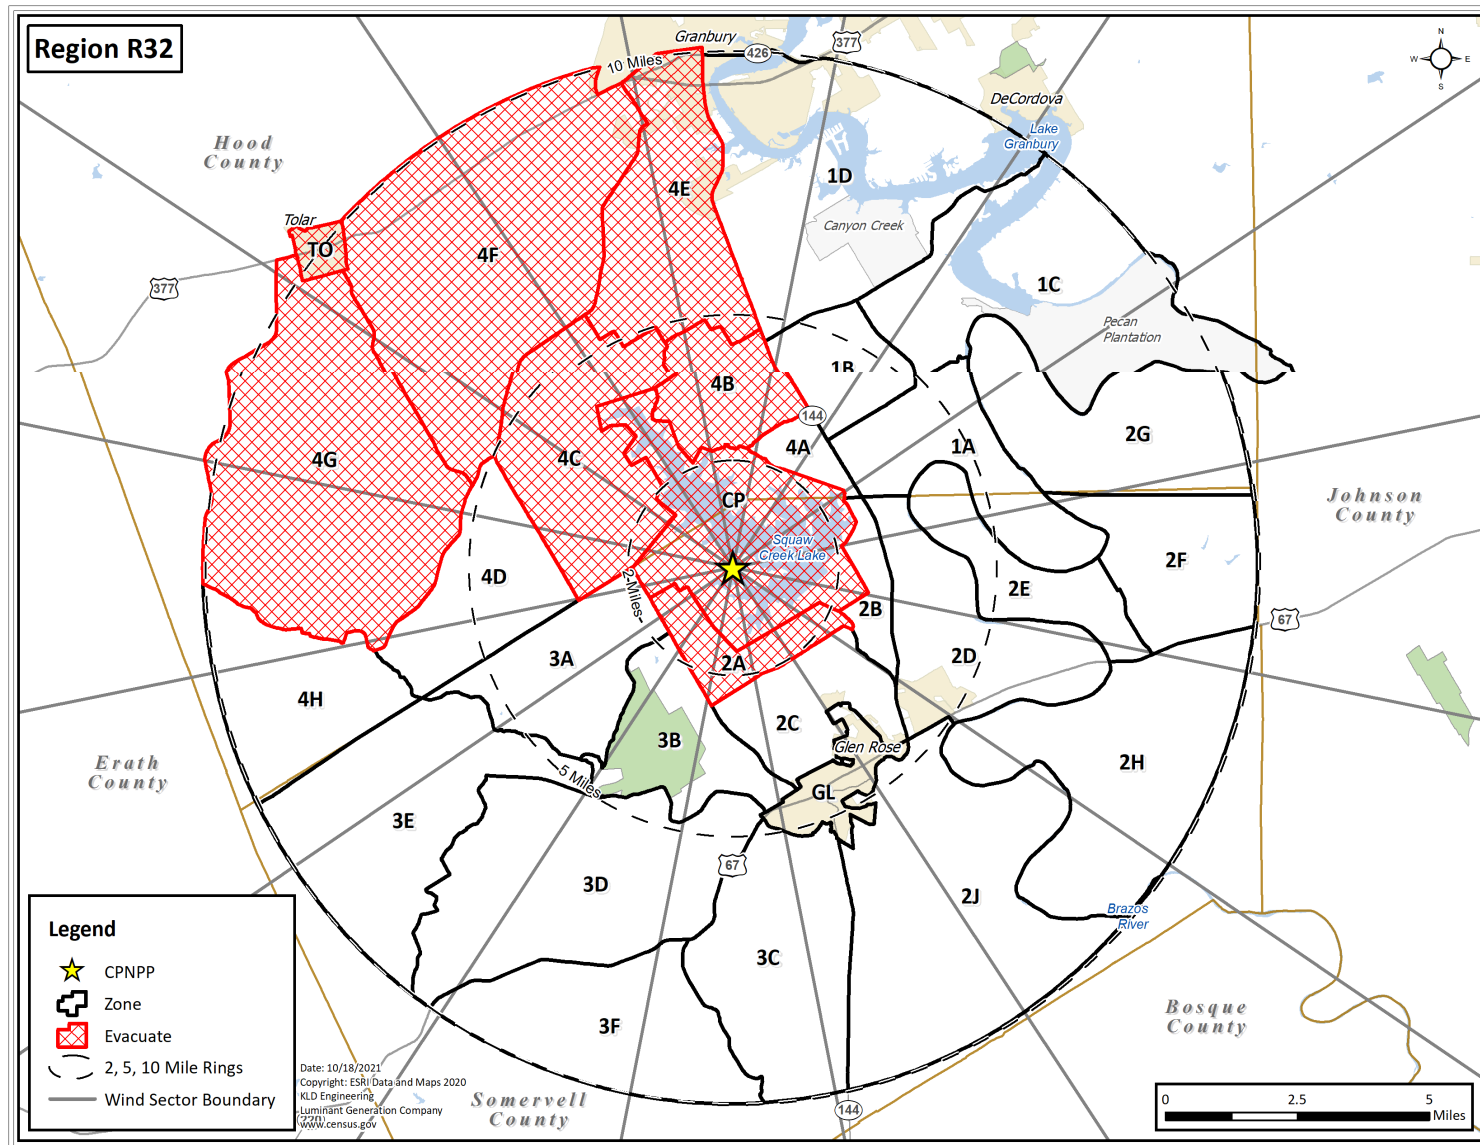 Region R32
Granbury
426
377
10 Miles
N
W
E
S
DeCordova
Lake
Granbury
Hood
County
1D
4E
Canyon Creek
Tolar
TO
4F
377
1C
Pecan
Plantation
1B
4B
144
4A
1A
2G
4G
4C
CP
Johnson
County
Squaw
Creek Lake
4D
2-Miles
2B
2E
2F
67
3A
2A
2D
4H
2C
3B
Glen Rose
2H
Erath
County
5 Miles
GL
3E
67
3D
2J
Brazos
River
3C
3F
Bosque
County
Legend
CPNPP
Zone
Evacuate
2, 5, 10 Mile Rings
Wind Sector Boundary
Date: 10/18/2021
Copyright: ESRI Data and Maps 2020
KLD Engineering
Luminant Generation Company
www.census.gov
220
Somervell
County
144
0
2.5
5
Miles